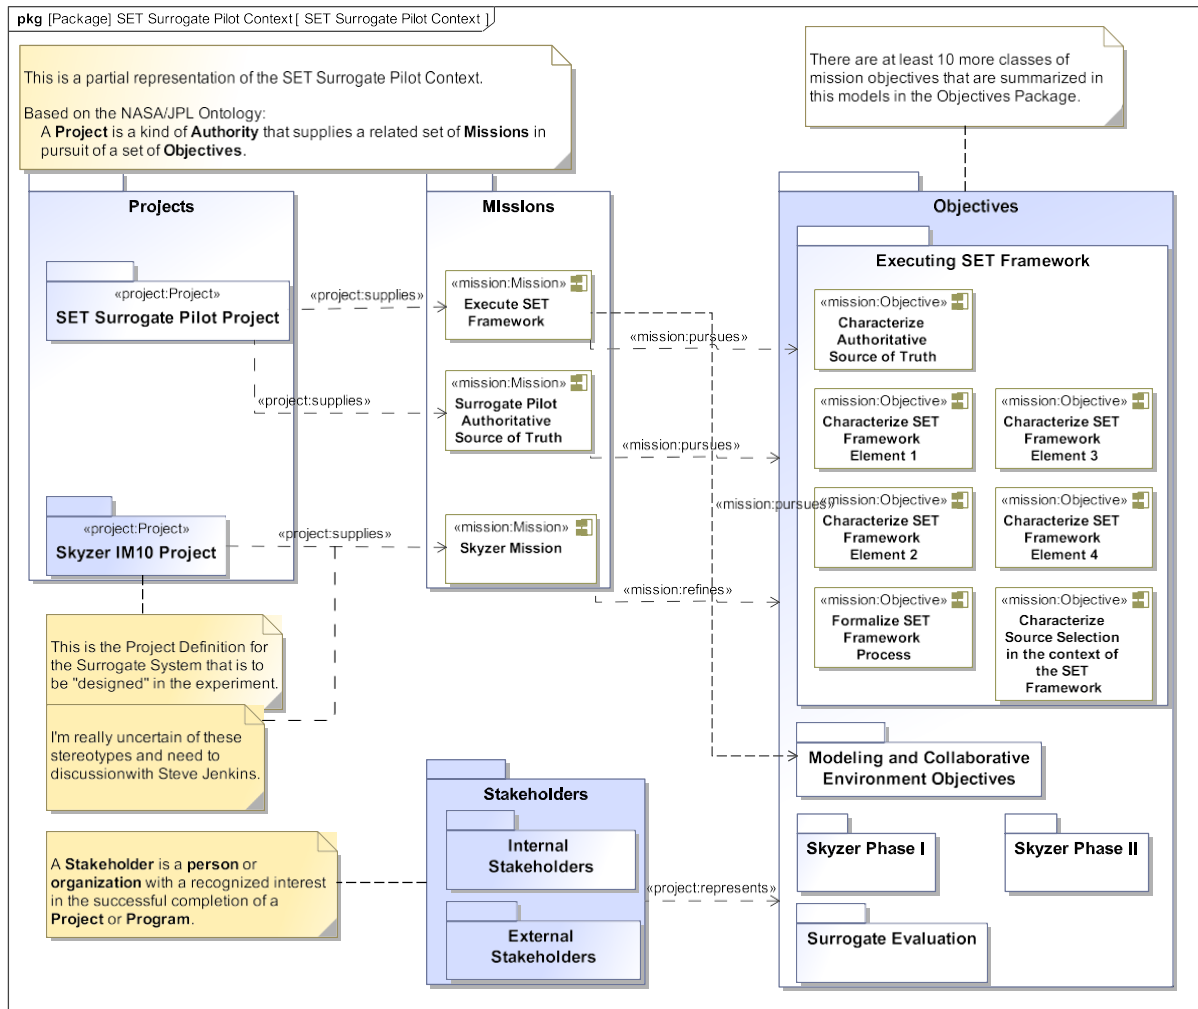 pkg [Package] SET Surrogate Pilot Context [ SET Surrogate Pilot Context ]
This is a partial representation of the SET Surrogate Pilot Context.
Based on the NASA/JPL Ontology:
A Project is a kind of Authority that supplies a related set of Missions in
pursuit of a set of Objectives.
There are at least 10 more classes of
mission objectives that are summarized in
this models in the Objectives Package.
Projects
«project:Project»
SET Surrogate Pilot Project
«project:Project»
Skyzer IM10 Project
«project:supplies»
«project:supplies»
«project:supplies»
Missions
«mission:Mission»
Execute SET
Framework
«mission:Mission»
Surrogate Pilot
Authoritative
Source of Truth
«mission:Mission»
Skyzer Mission
«mission:pursues»
«mission:pursues»
«mission:pursues»
«mission:refines»
Objectives
Executing SET Framework
«mission:Objective»
Characterize
Authoritative
Source of Truth
«mission:Objective»
Characterize SET
Framework
Element 1
«mission:Objective»
Characterize SET
Framework
Element 3
«mission:Objective»
Characterize SET
Framework
Element 2
«mission:Objective»
Characterize SET
Framework
Element 4
«mission:Objective»
Formalize SET
Framework
Process
«mission:Objective»
Characterize
Source Selection
in the context of
the SET
Framework
Modeling and Collaborative
Environment Objectives
Skyzer Phase I
Skyzer Phase II
Surrogate Evaluation
This is the Project Definition for
the Surrogate System that is to
be "designed" in the experiment.
I'm really uncertain of these
stereotypes and need to
discussionwith Steve Jenkins.
A Stakeholder is a person or
organization with a recognized interest
in the successful completion of a
Project or Program.
Stakeholders
Internal
Stakeholders
External
Stakeholders
«project:represents»